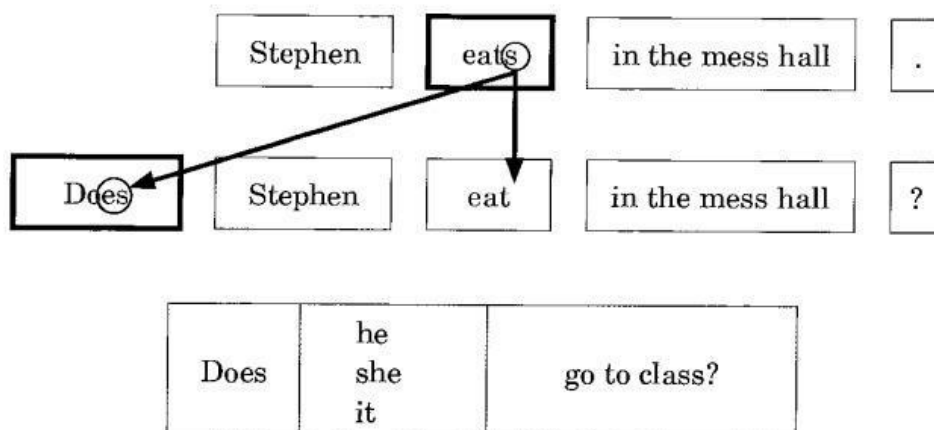 Stephen eats in the mess hall .
Does Stephen eat in the mess hall ?
he
Does she go to class?
it